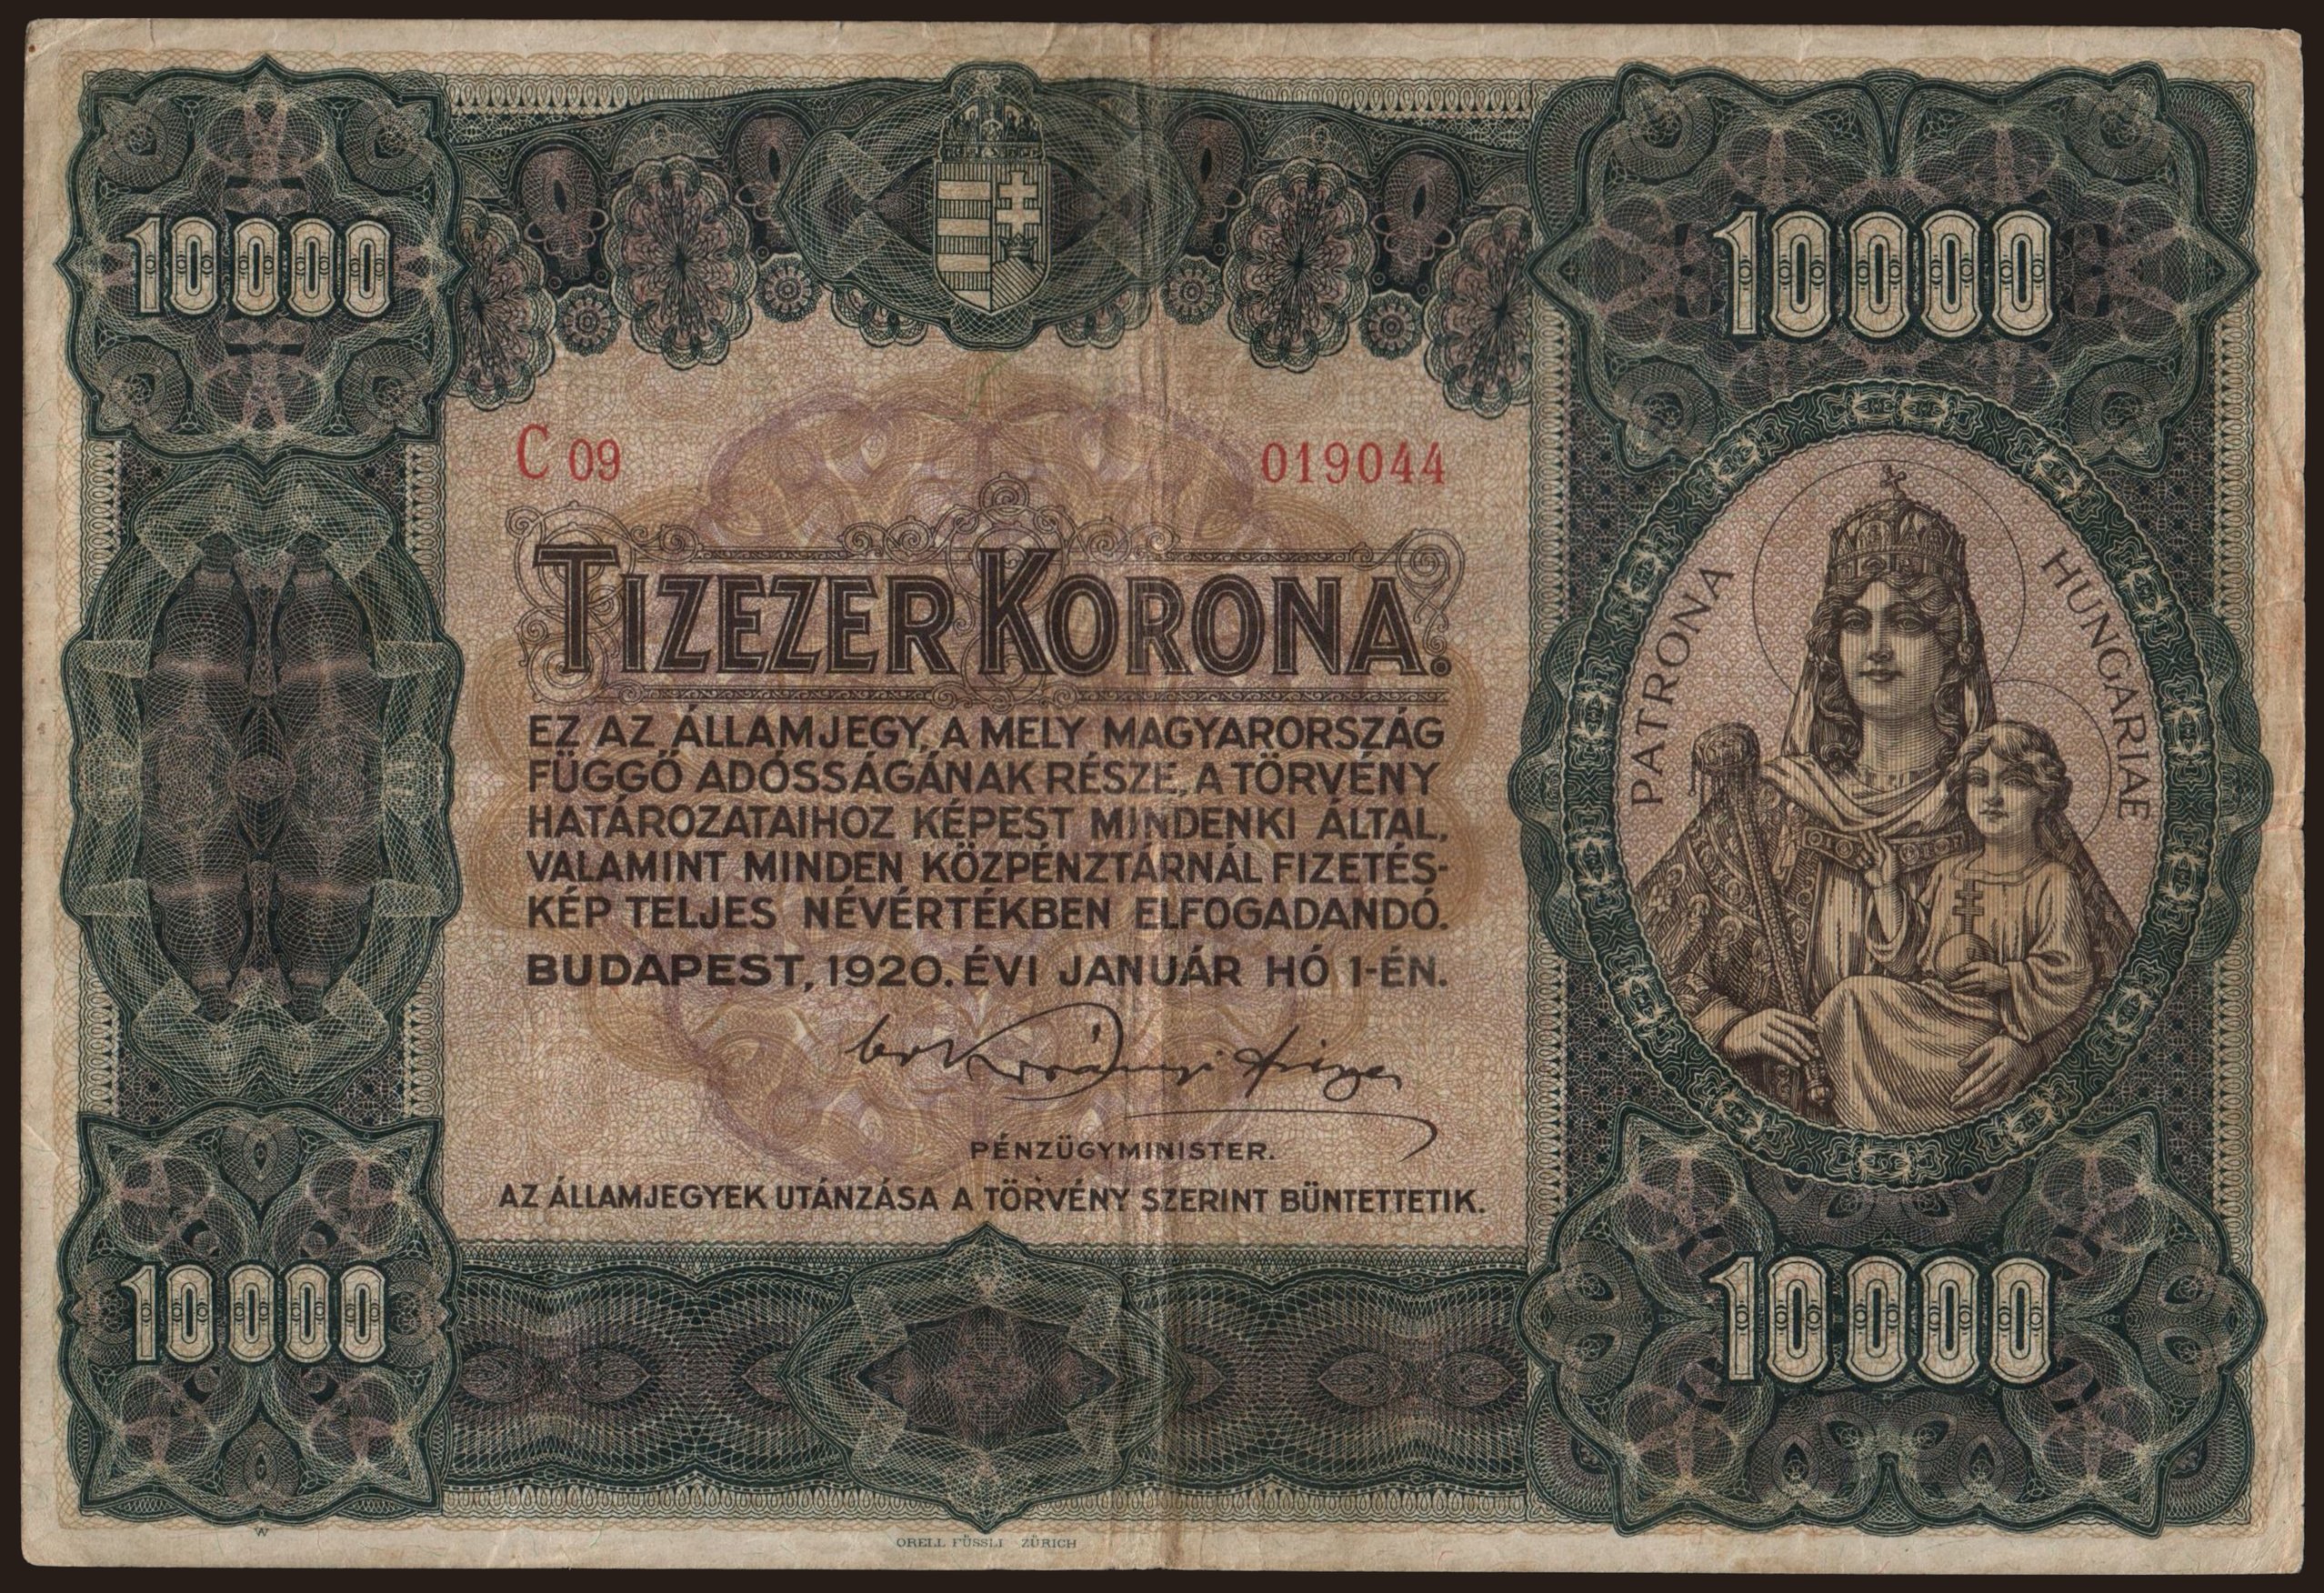 10000
10000
C 09
019044
TIZEZER KORONA.
EZ AZ ÁLLAMJEGY, A MELY MAGYARORSZÁG
FÜGGŐ ADÓSSÁGÁNAK RÉSZE, A TÖRVÉNY
HATÁROZATAIHOZ KÉPEST MINDENKI ÁLTAL,
VALAMINT MINDEN KÖZPÉNZTÁRNÁL FIZETÉS-
KÉP TELJES NÉVÉRTÉKBEN ELFOGADANDÓ.
BUDAPEST, 1920. ÉVI JANUÁR HÓ 1-ÉN.
PÉNZÜGYMINISTER.
AZ ÁLLAMJEGYEK UTÁNZÁSA A TÖRVÉNY SZERINT BÜNTETTETIK.
PATRONA HUNGARIAE
10000
10000
W
ORELL FÜSSLI ZÜRICH